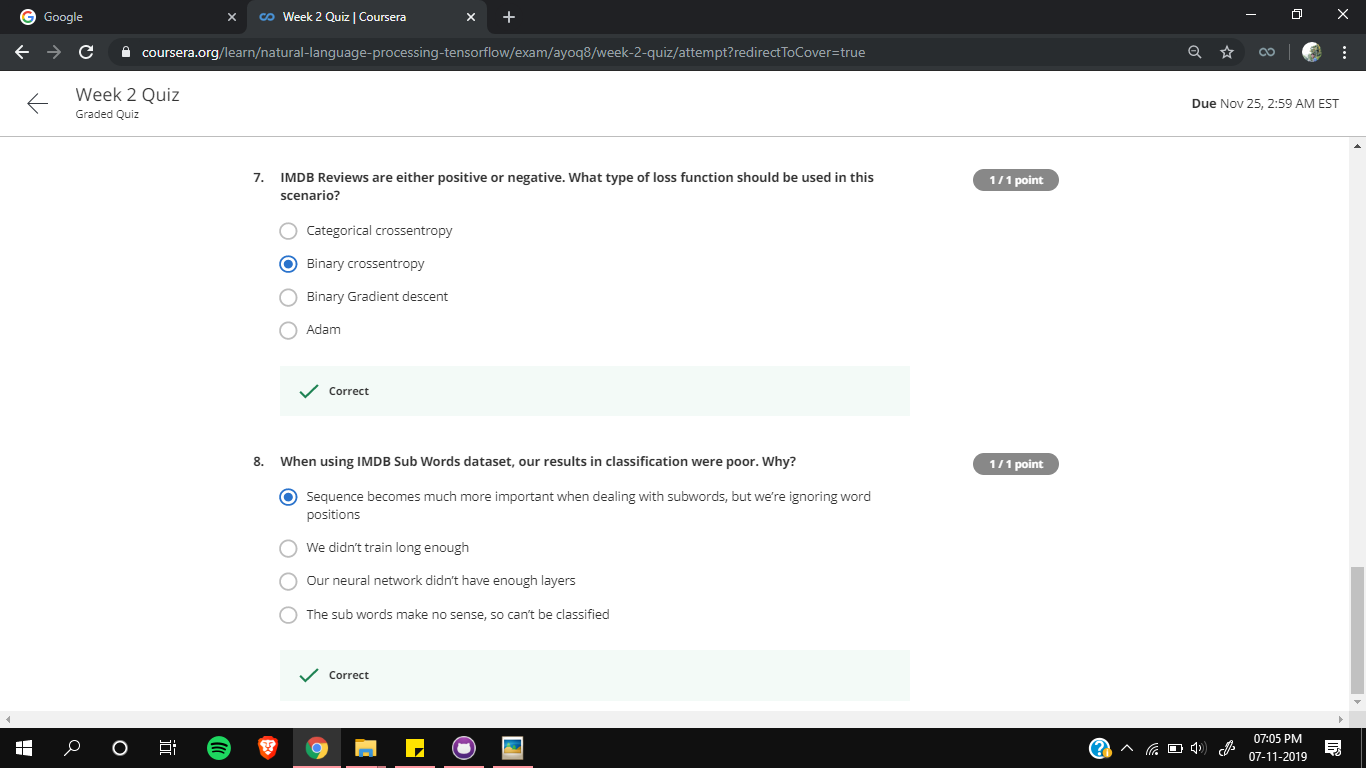 Google
Week 2 Quiz | Coursera
coursera.org/learn/natural-language-processing-tensorflow/exam/ayoq8/week-2-quiz/attempt?redirectToCover=true
Week 2 Quiz
Graded Quiz
Due Nov 25, 2:59 AM EST
7. IMDB Reviews are either positive or negative. What type of loss function should be used in this
scenario?
1 / 1 point
Categorical crossentropy
Binary crossentropy
Binary Gradient descent
Adam
Correct
8. When using IMDB Sub Words dataset, our results in classification were poor. Why?
1 / 1 point
Sequence becomes much more important when dealing with subwords, but we’re ignoring word
positions
We didn’t train long enough
Our neural network didn’t have enough layers
The sub words make no sense, so can’t be classified
Correct
07:05 PM
07-11-2019